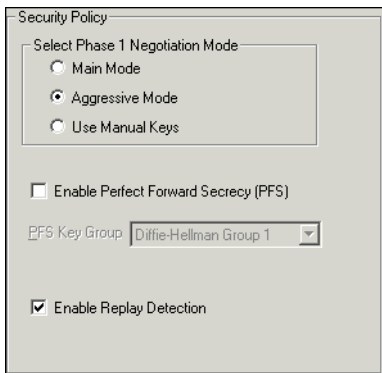 Security Policy
Select Phase 1 Negotiation Mode
Main Mode
Aggressive Mode
Use Manual Keys
Enable Perfect Forward Secrecy (PFS)
PFS Key Group Diffie-Hellman Group 1
Enable Replay Detection